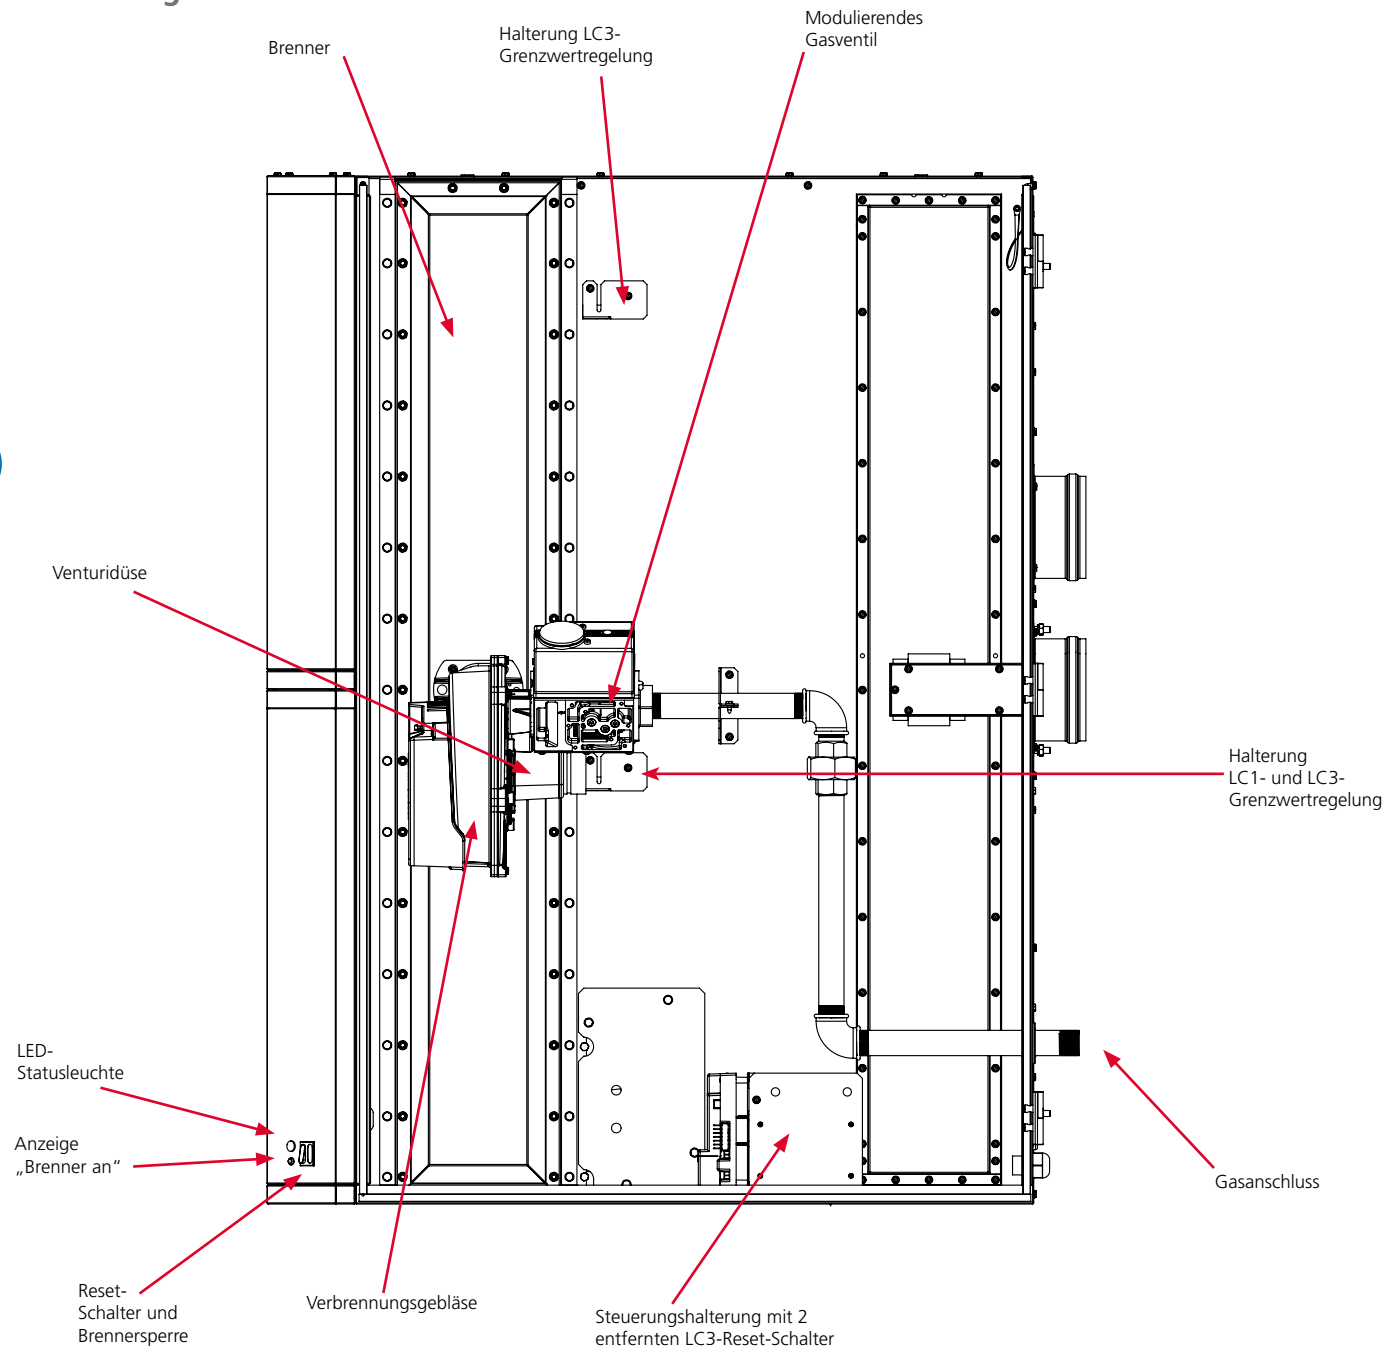 Modulierendes
Gasventil
Halterung LC3-
Grenzwertregelung
Brenner
Venturidüse
Halterung
LC1- und LC3-
Grenzwertregelung
LED-
Statusleuchte
Anzeige
„Brenner an“
Gasanschluss
Reset-
Schalter und
Brennersperre
Verbrennungsgebläse
Steuerungshalterung mit 2
entfernten LC3-Reset-Schalter